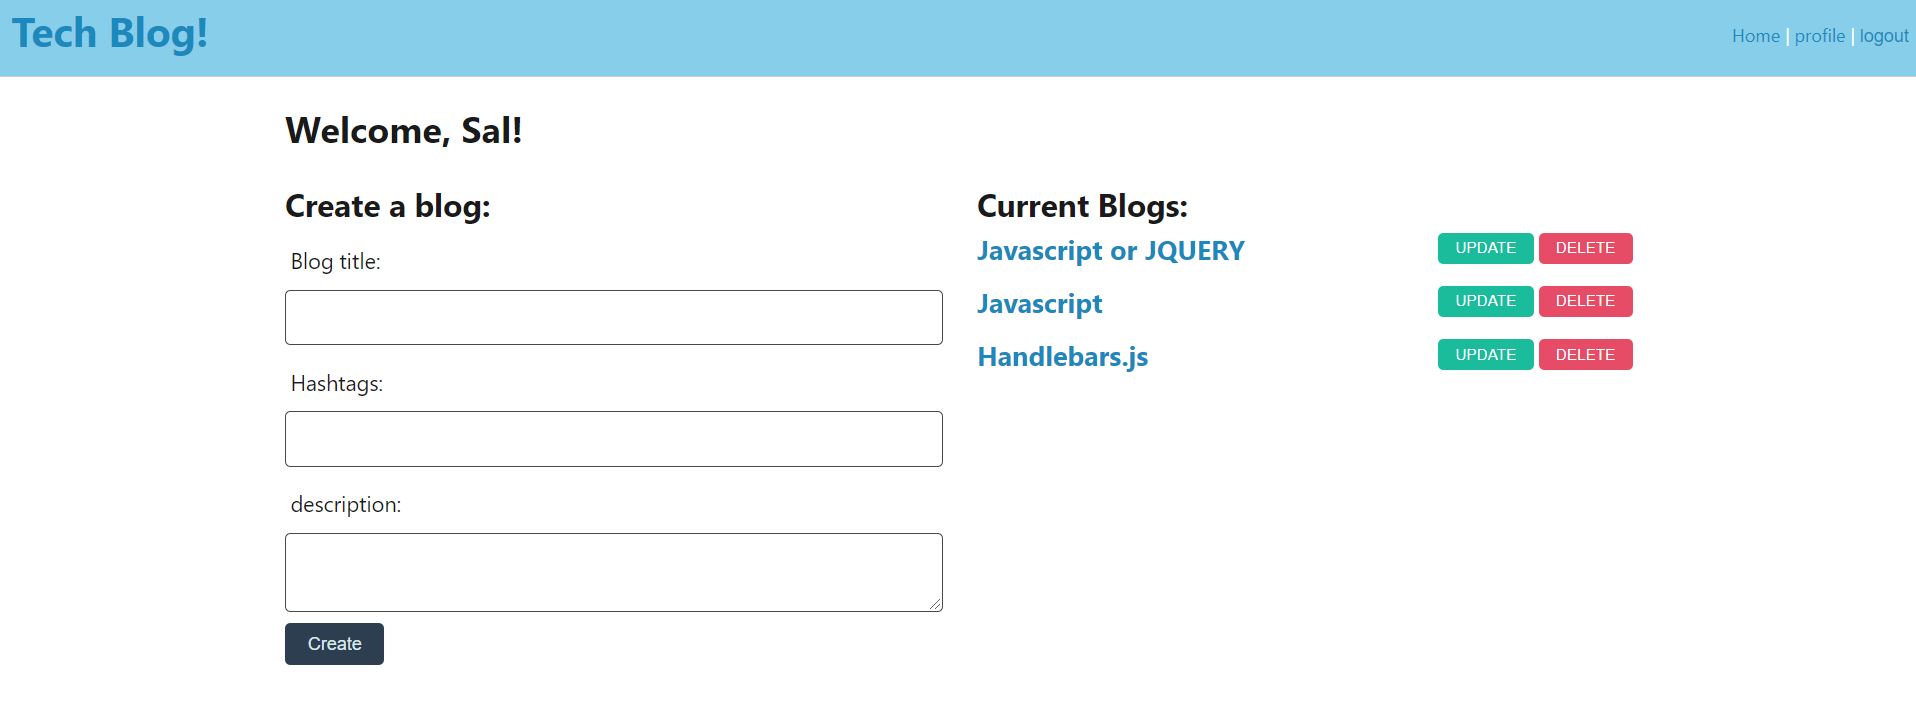 Tech Blog!
Home | profile | logout
Welcome, Sal!
Create a blog:
Blog title:
Hashtags:
description:
Create
Current Blogs:
Javascript or JQUERY UPDATE DELETE
Javascript UPDATE DELETE
Handlebars.js UPDATE DELETE